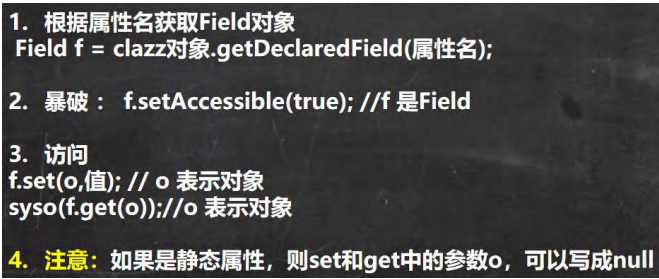 1. 根据属性名获取Field对象
Field f = clazz对象.getDeclaredField(属性名);
2. 暴破 : f.setAccessible(true); //f 是Field
3. 访问
f.set(o,值); // o 表示对象
syso(f.get(o));//o 表示对象
4. 注意：如果是静态属性，则set和get中的参数o，可以写成null